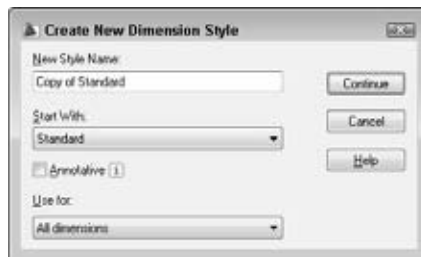 Create New Dimension Style
New Style Name:
Copy of Standard
Continue
Start With:
Cancel
Standard
Annotative
Help
Use for:
All dimensions